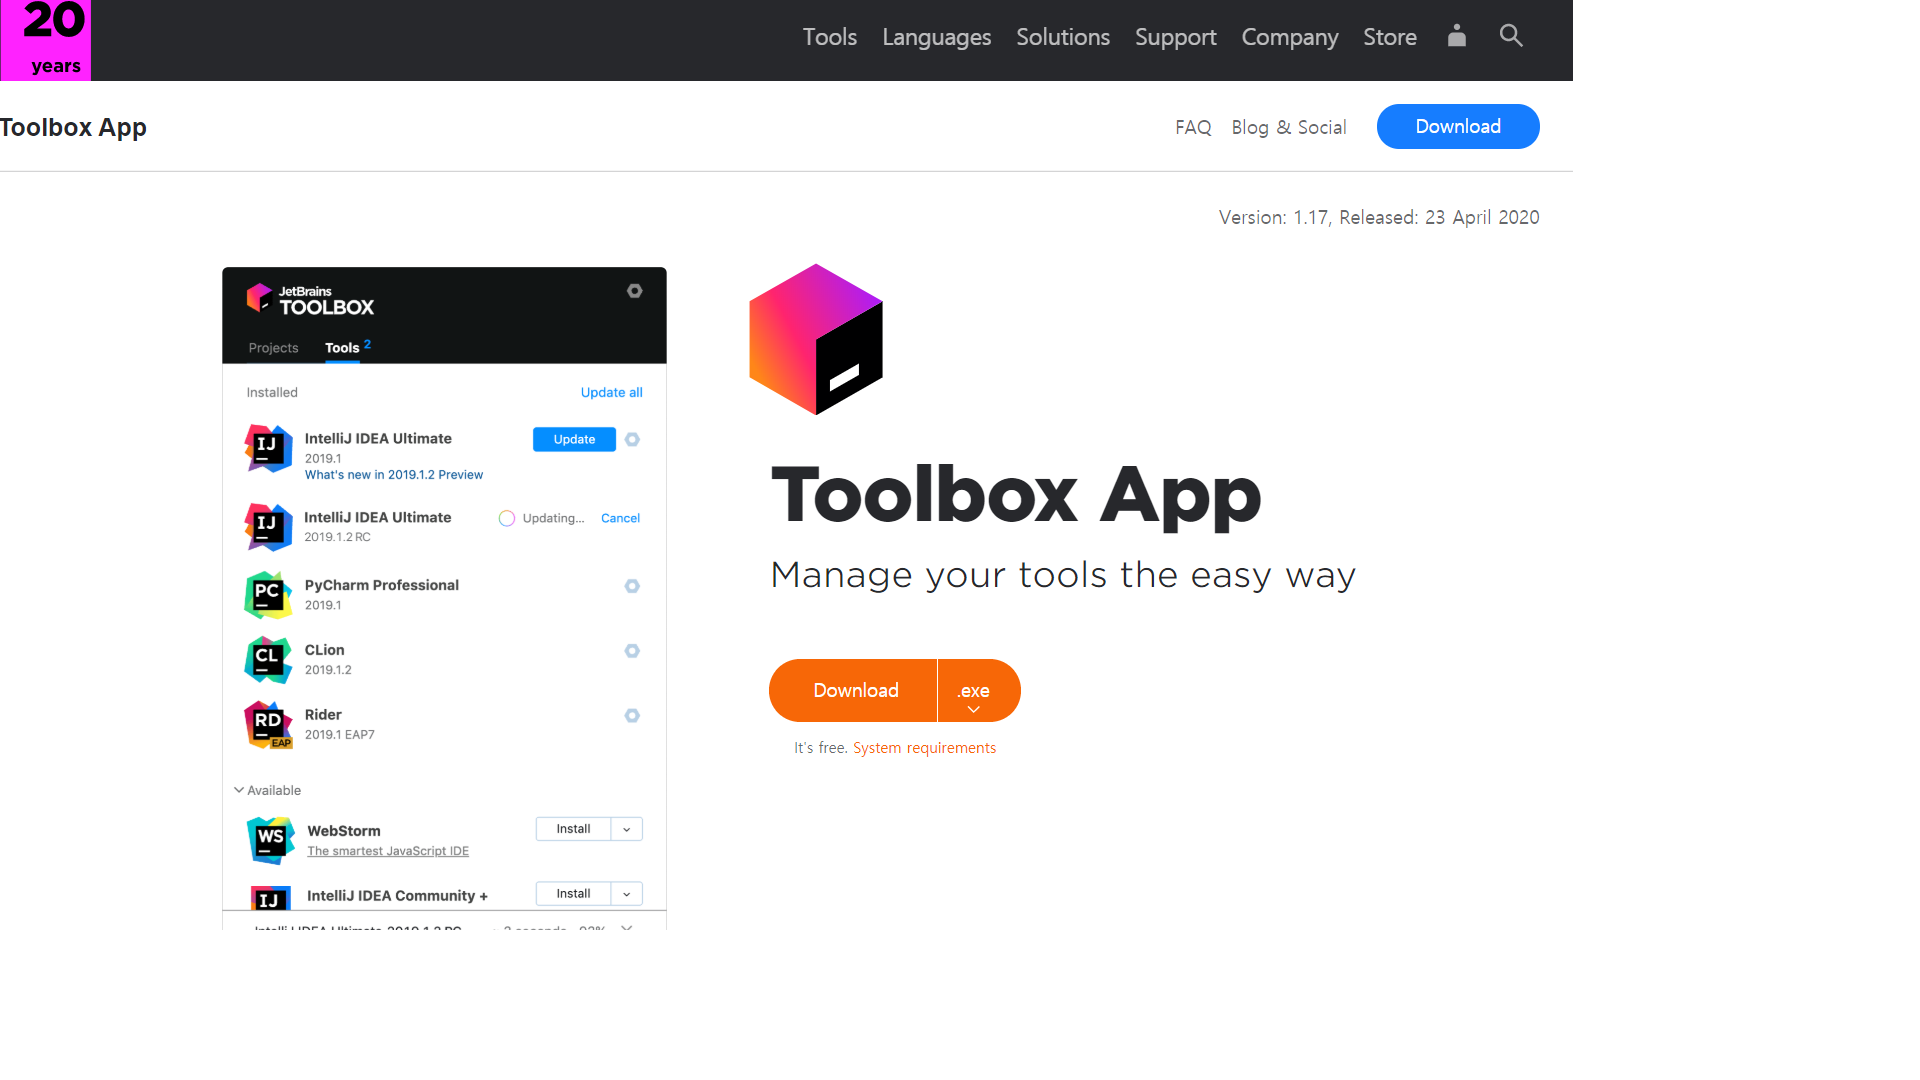 20
years
Tools Languages Solutions Support Company Store
Toolbox App
FAQ Blog & Social Download
Version: 1.17, Released: 23 April 2020
JetBrains
TOOLBOX
Projects Tools 2
Installed Update all
IntelliJ IDEA Ultimate Update
2019.1
What's new in 2019.1.2 Preview
IntelliJ IDEA Ultimate Updating... Cancel
2019.1.2 RC
PyCharm Professional
2019.1
CLion
2019.1.2
Rider
2019.1 EAP7
Available
WebStorm Install
The smartest JavaScript IDE
IntelliJ IDEA Community + Install
IJ
IJ
PC
CL
RD
EAP
WS
IJ
Toolbox App
Manage your tools the easy way
Download .exe
It's free. System requirements